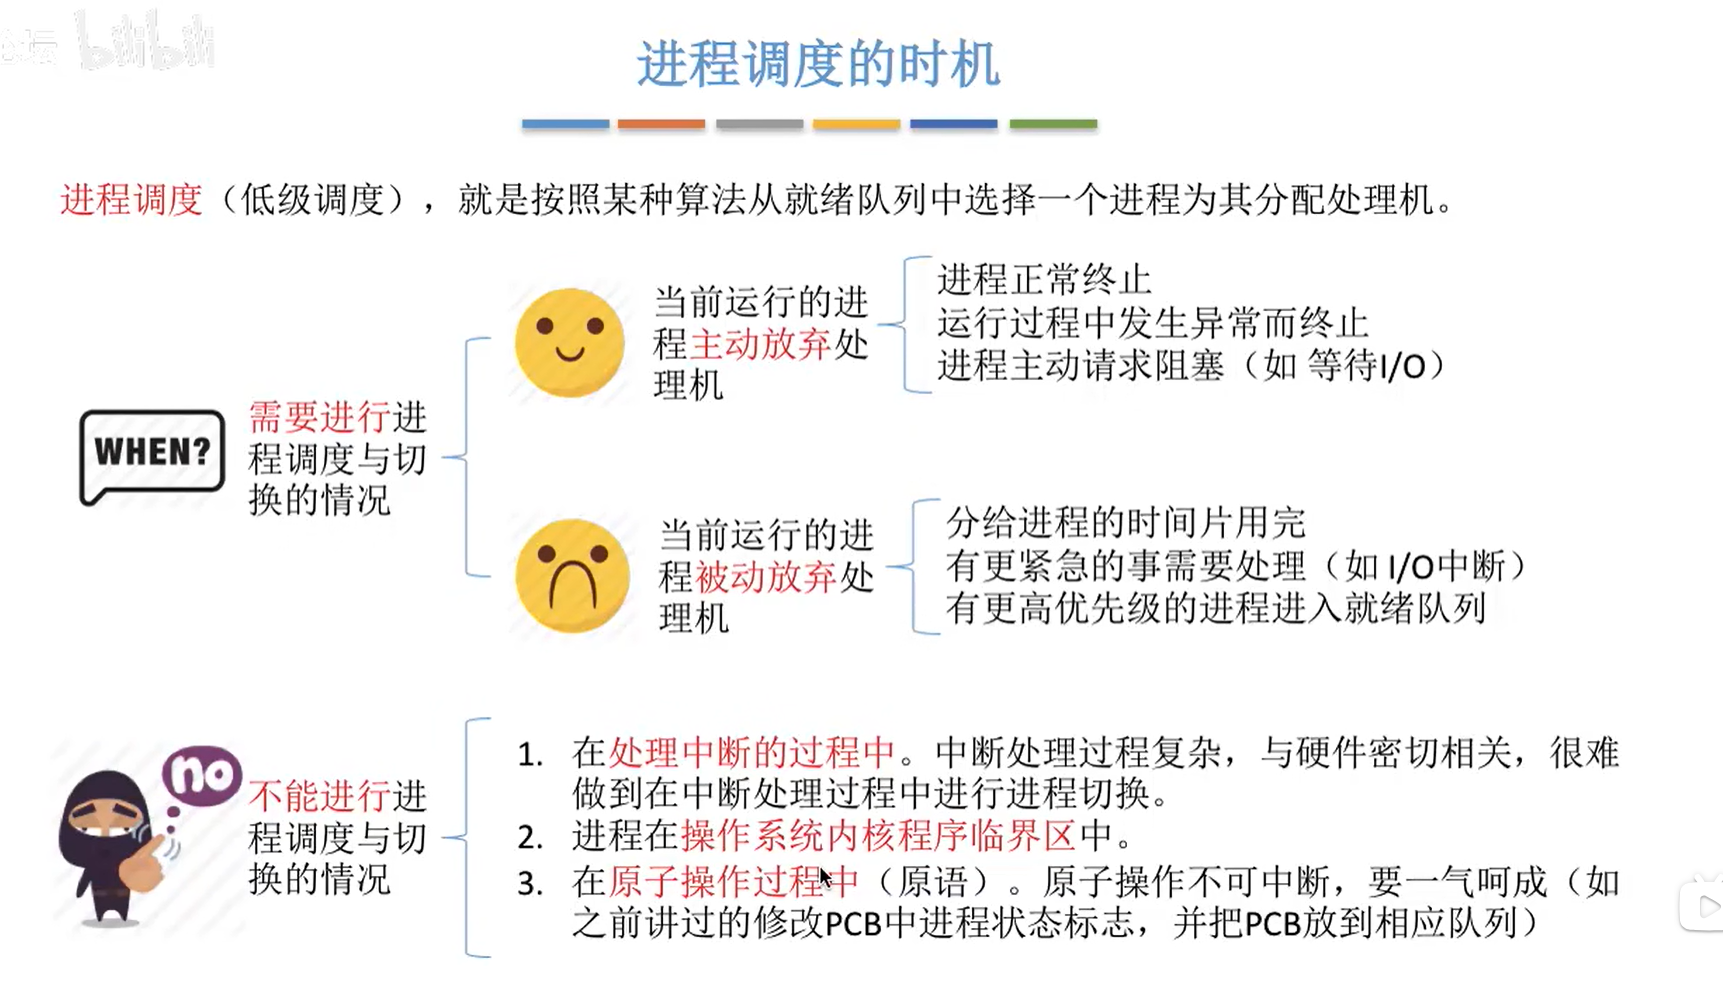 bilibili
进程调度的时机
进程调度（低级调度），就是按照某种算法从就绪队列中选择一个进程为其分配处理机。
WHEN?
需要进行进
程调度与切
换的情况
当前运行的进
程主动放弃处
理机
进程正常终止
运行过程中发生异常而终止
进程主动请求阻塞（如 等待I/O）
当前运行的进
程被动放弃处
理机
分给进程的时间片用完
有更紧急的事需要处理（如 I/O中断）
有更高优先级的进程进入就绪队列
no
不能进行进
程调度与切
换的情况
1. 在处理中断的过程中。中断处理过程复杂，与硬件密切相关，很难
做到在中断处理过程中进行进程切换。
2. 进程在操作系统内核程序临界区中。
3. 在原子操作过程中（原语）。原子操作不可中断，要一气呵成（如
之前讲过的修改PCB中进程状态标志，并把PCB放到相应队列）